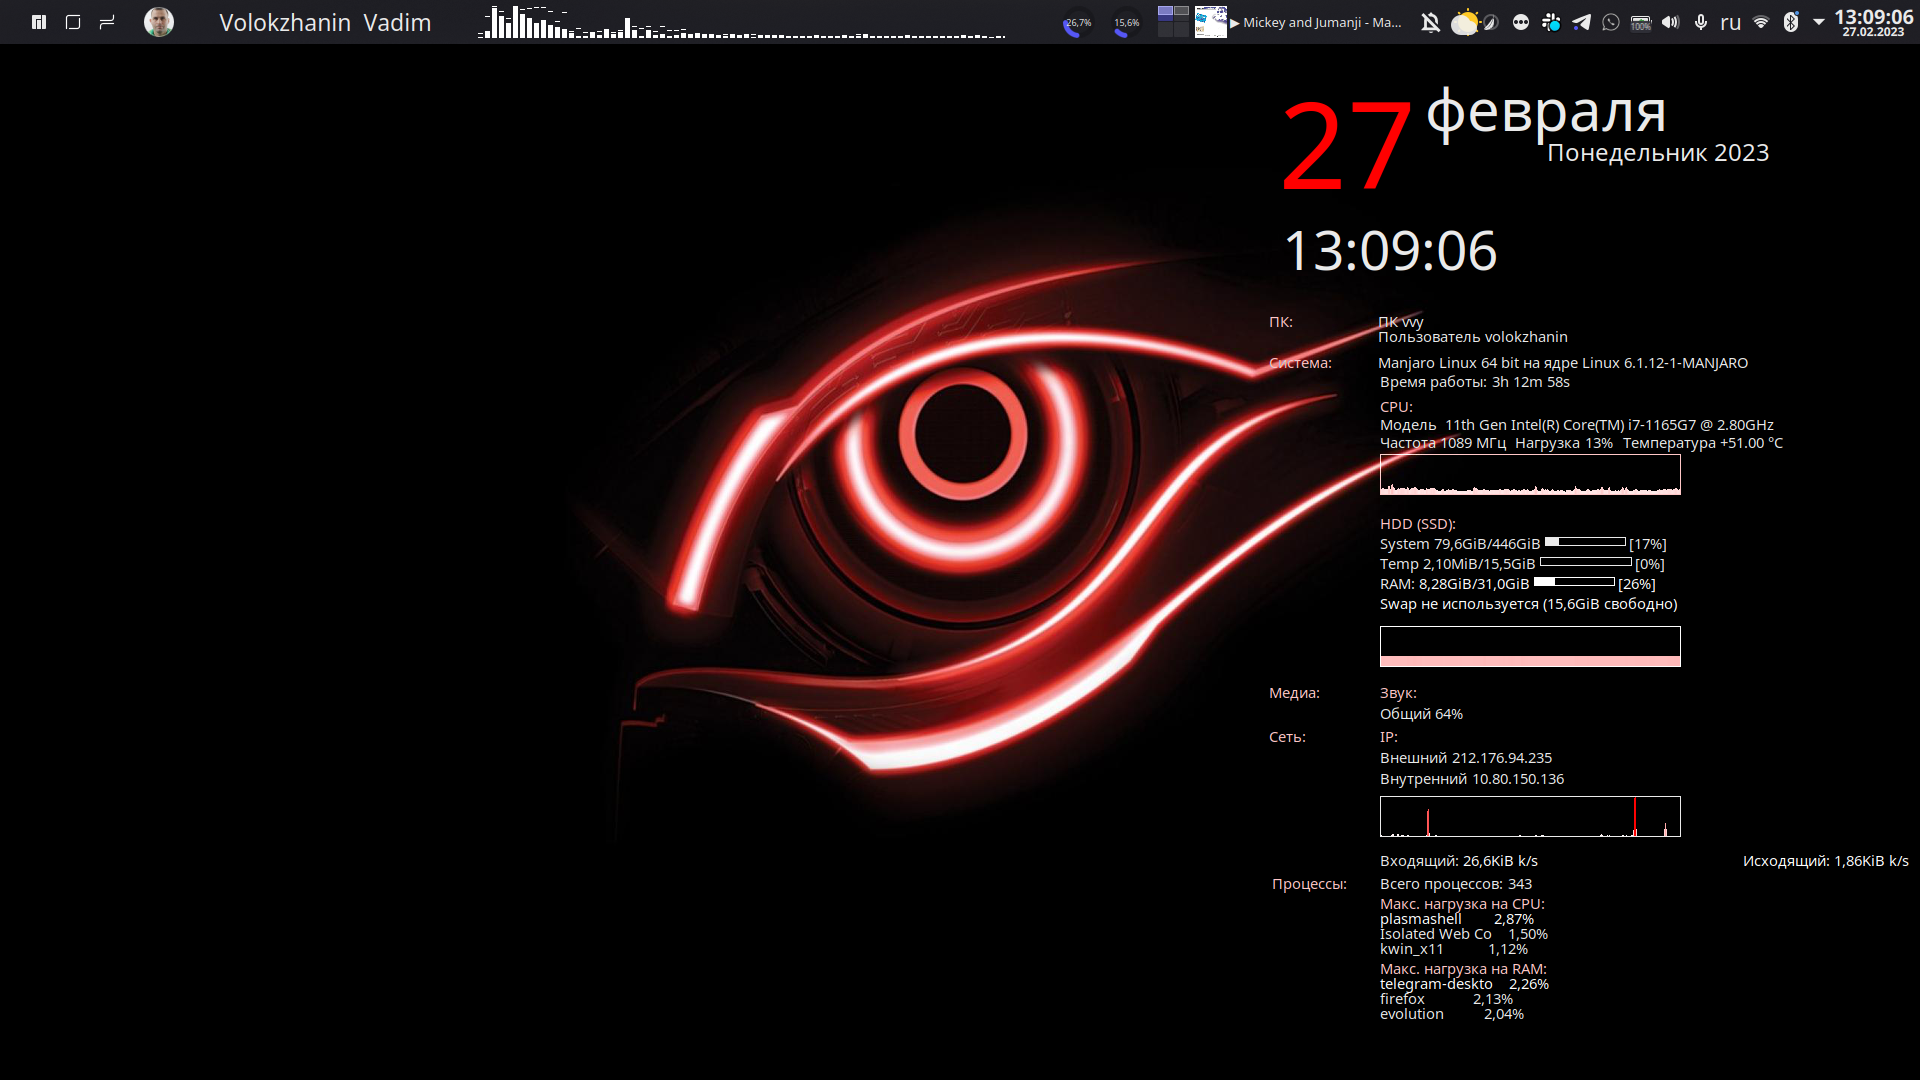 Volokzhanin Vadim
26,7%
15,6%
▶ Mickey and Jumanji - Ma...
100%
ru
13:09:06
27.02.2023
27 февраля
Понедельник 2023
13:09:06
ПК: ПК vvy
Пользователь volokzhanin
Система: Manjaro Linux 64 bit на ядре Linux 6.1.12-1-MANJARO
Время работы: 3h 12m 58s
CPU:
Модель 11th Gen Intel(R) Core(TM) i7-1165G7 @ 2.80GHz
Частота 1089 МГц Нагрузка 13% Температура +51.00 °C
HDD (SSD):
System 79,6GiB/446GiB [17%]
Temp 2,10MiB/15,5GiB [0%]
RAM: 8,28GiB/31,0GiB [26%]
Swap не используется (15,6GiB свободно)
Медиа: Звук:
Общий 64%
Сеть: IP:
Внешний 212.176.94.235
Внутренний 10.80.150.136
Входящий: 26,6KiB k/s Исходящий: 1,86KiB k/s
Процессы: Всего процессов: 343
Макс. нагрузка на CPU:
plasmashell 2,87%
Isolated Web Co 1,50%
kwin_x11 1,12%
Макс. нагрузка на RAM:
telegram-deskto 2,26%
firefox 2,13%
evolution 2,04%